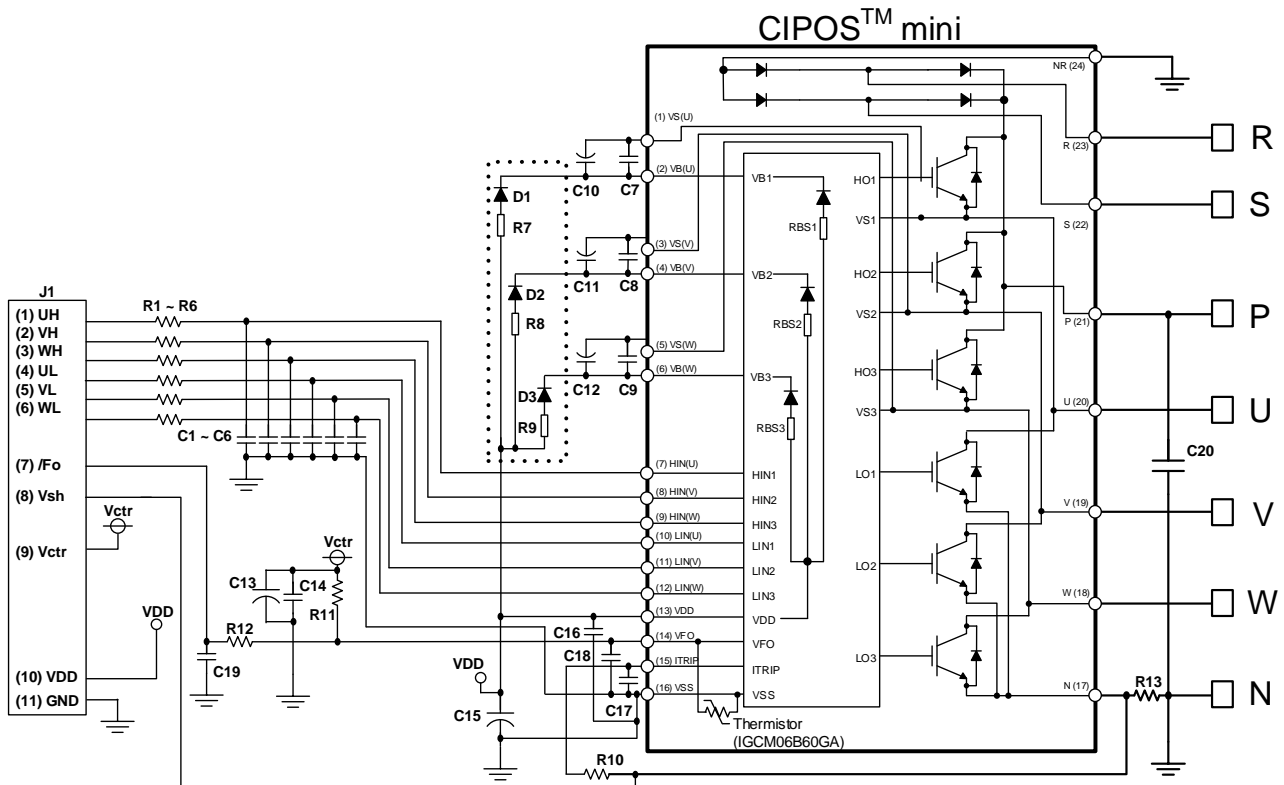 CIPOS™ mini
NR (24)
(1) VS(U)
R (23)
R
C10
C7
(2) VB(U)
VB1
HO1
D1
R7
RBS1
VS1
S (22)
S
(3) VS(V)
C11
C8
(4) VB(V)
VB2
HO2
D2
R8
RBS2
VS2
P (21)
P
J1
(1) UH
(2) VH
(3) WH
(4) UL
(5) VL
(6) WL
R1 ~ R6
(5) VS(W)
C12
C9
(6) VB(W)
VB3
HO3
D3
R9
RBS3
VS3
U (20)
U
C1 ~ C6
C20
(7) /Fo
(8) Vsh
(9) Vctr
Vctr
(7) HIN(U)
HIN1
LO1
(8) HIN(V)
HIN2
V (19)
V
(9) HIN(W)
HIN3
(10) LIN(U)
LIN1
(11) LIN(V)
LIN2
LO2
(12) LIN(W)
LIN3
W (18)
W
Vctr
C13
C14
R11
VDD
(13) VDD
VDD
C16
(14) VFO
VFO
R12
C18
(15) ITRIP
ITRIP
LO3
C19
VDD
(16) VSS
VSS
N (17)
R13
N
(10) VDD
(11) GND
C15
C17
Thermistor
(IGCM06B60GA)
R10